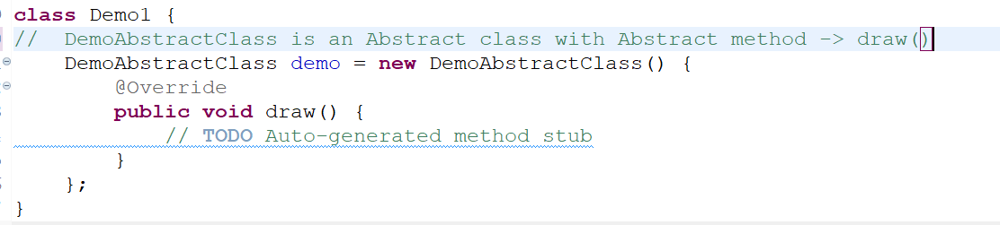 class Demo1 {
//  DemoAbstractClass is an Abstract class with Abstract method -> draw()
    DemoAbstractClass demo = new DemoAbstractClass() {
        @Override
        public void draw() {
            // TODO Auto-generated method stub
        }
    };
}